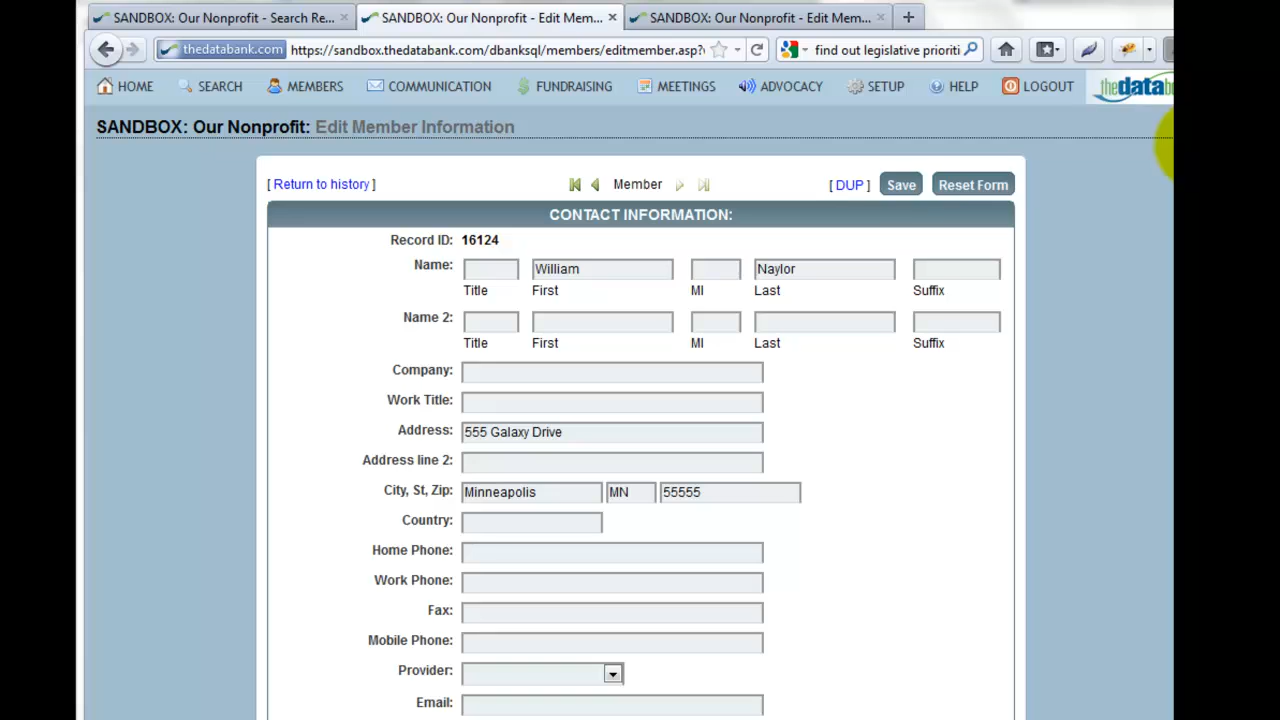 SANDBOX: Our Nonprofit - Search Re... × SANDBOX: Our Nonprofit - Edit Mem... × SANDBOX: Our Nonprofit - Edit Mem... × +
thedatabank.com https://sandbox.thedatabank.com/dbanksql/members/editmember.asp? find out legislative prioriti
HOME SEARCH MEMBERS COMMUNICATION FUNDRAISING MEETINGS ADVOCACY SETUP HELP LOGOUT thedatab
SANDBOX: Our Nonprofit: Edit Member Information
[ Return to history ] Member [ DUP ] Save Reset Form
CONTACT INFORMATION:
Record ID: 16124
Name: William Naylor
Title First MI Last Suffix
Name 2:
Title First MI Last Suffix
Company:
Work Title:
Address: 555 Galaxy Drive
Address line 2:
City, St, Zip: Minneapolis MN 55555
Country:
Home Phone:
Work Phone:
Fax:
Mobile Phone:
Provider:
Email: